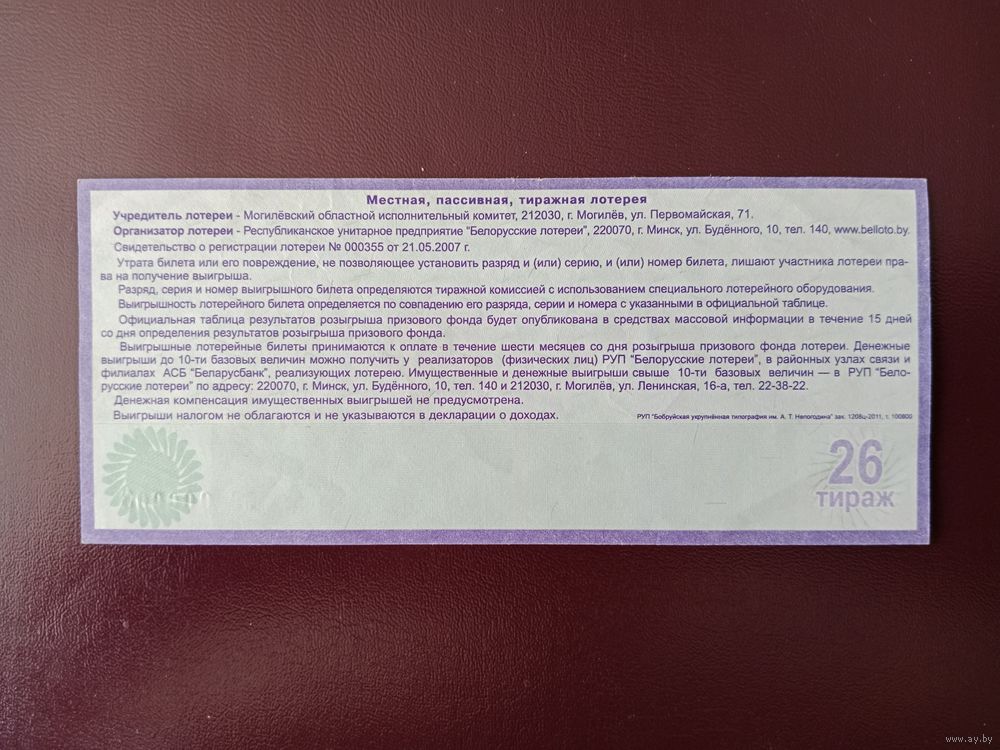 Местная, пассивная, тиражная лотерея
Учредитель лотереи - Могилёвский областной исполнительный комитет, 212030, г. Могилёв, ул. Первомайская, 71.
Организатор лотереи - Республиканское унитарное предприятие "Белорусские лотереи", 220070, г. Минск, ул. Будённого, 10, тел. 140, www.belloto.by.
Свидетельство о регистрации лотереи № 000355 от 21.05.2007 г.
Утрата билета или его повреждение, не позволяющее установить разряд и (или) серию, и (или) номер билета, лишают участника лотереи пра-
ва на получение выигрыша.
Разряд, серия и номер выигрышного билета определяются тиражной комиссией с использованием специального лотерейного оборудования.
Выигрышность лотерейного билета определяется по совпадению его разряда, серии и номера с указанными в официальной таблице.
Официальная таблица результатов розыгрыша призового фонда будет опубликована в средствах массовой информации в течение 15 дней
со дня определения результатов розыгрыша призового фонда.
Выигрышные лотерейные билеты принимаются к оплате в течение шести месяцев со дня розыгрыша призового фонда лотереи. Денежные
выигрыши до 10-ти базовых величин можно получить у реализаторов (физических лиц) РУП "Белорусские лотереи", в районных узлах связи и
филиалах АСБ "Беларусбанк", реализующих лотерею. Имущественные и денежные выигрыши свыше 10-ти базовых величин — в РУП "Бело-
русские лотереи" по адресу: 220070, г. Минск, ул. Будённого, 10, тел. 140 и 212030, г. Могилёв, ул. Ленинская, 16-а, тел. 22-38-22.
Денежная компенсация имущественных выигрышей не предусмотрена.
Выигрыши налогом не облагаются и не указываются в декларации о доходах.
РУП "Бобруйская укрупнённая типография им. А. Т. Непогодина" зак. 1208ц-2011, т. 100800
26
тираж
www.ay.by